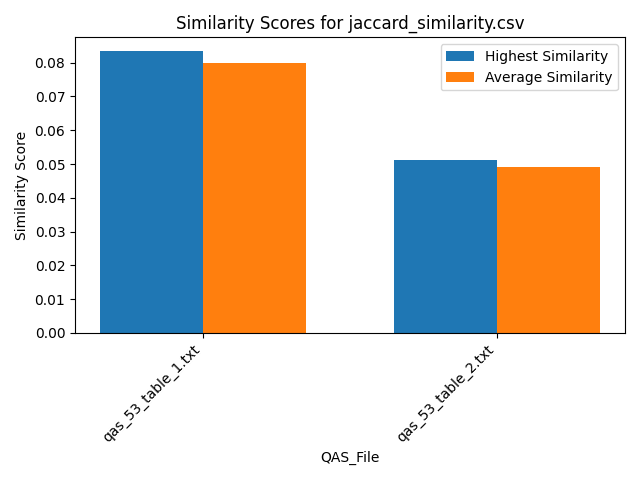 Similarity Scores for jaccard_similarity.csv
Highest Similarity
Average Similarity
Similarity Score
0.08
0.07
0.06
0.05
0.04
0.03
0.02
0.01
0.00
qas_53_table_1.txt
qas_53_table_2.txt
QAS_File